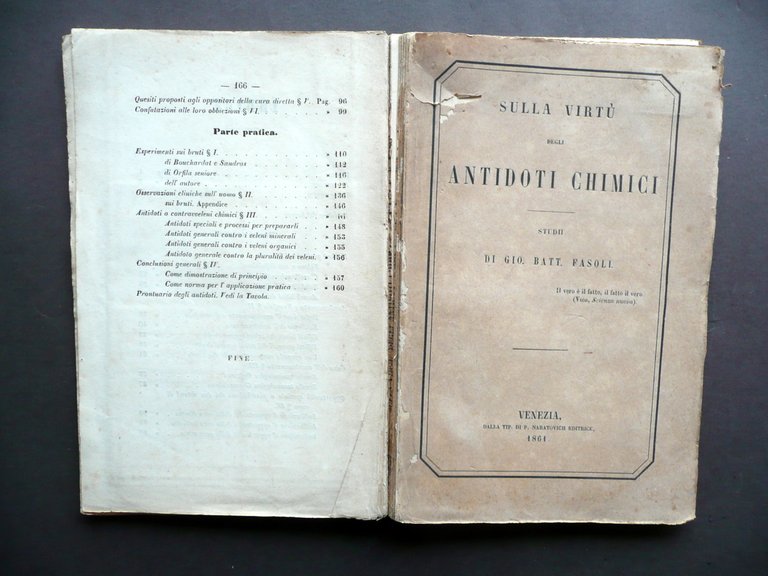 — 166 —
Quesiti proposti agli oppositori della cura diretta § V. Pag. 96
Confutazioni alle loro obbiezioni § VI. . . . . . » 99
Parte pratica.
Esperimenti sui bruti § I. . . . . . » 110
di Bouchardat e Sandras . . . . . » 112
di Orfila seniore . . . . . » 116
dell' autore . . . . . » 122
Osservazioni cliniche sull' uomo § II. . . . . » 136
sui bruti. Appendice . . . . » 146
Antidoti o contravveleni chimici § III . . . . » ivi
Antidoti speciali e processi per prepararli . . » 148
Antidoti generali contro i veleni minerali . . » 153
Antidoti generali contro i veleni organici . . » 155
Antidoto generale contro la pluralità dei veleni. . » 156
Conclusioni generali § IV.
Come dimostrazione di principio . . . . » 157
Come norma per l' applicazione pratica . . . » 160
Prontuario degli antidoti. Vedi la Tavola.
FINE
SULLA VIRTÙ
DEGLI
ANTIDOTI CHIMICI
STUDII
DI GIO. BATT. FASOLI.
Il vero è il fatto, il fatto il vero
(Vico, Scienza nuova).
VENEZIA,
DALLA TIP. DI P. NARATOVICH EDITRICE,
1861